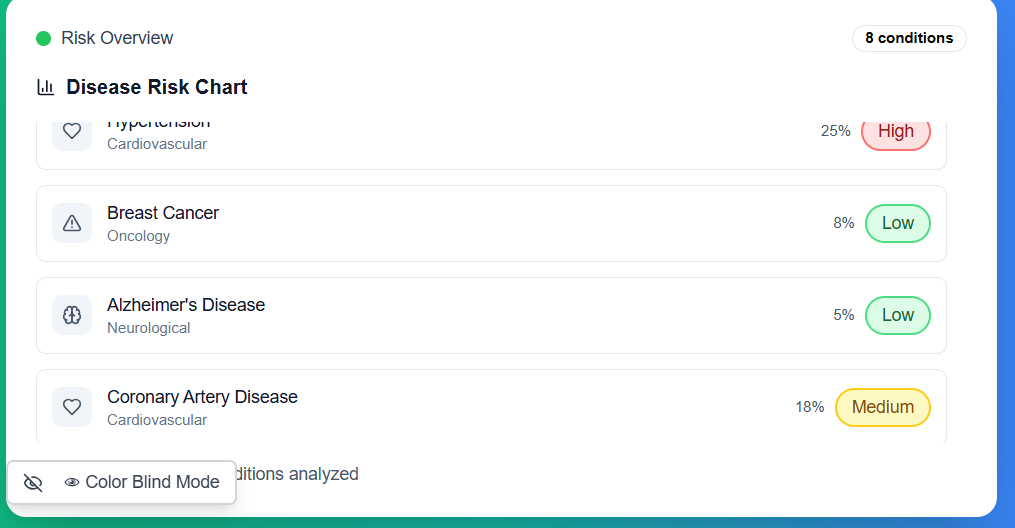 Risk Overview
8 conditions
Disease Risk Chart
Hypertension
Cardiovascular
25%
High
Breast Cancer
Oncology
8%
Low
Alzheimer's Disease
Neurological
5%
Low
Coronary Artery Disease
Cardiovascular
18%
Medium
ditions analyzed
Color Blind Mode